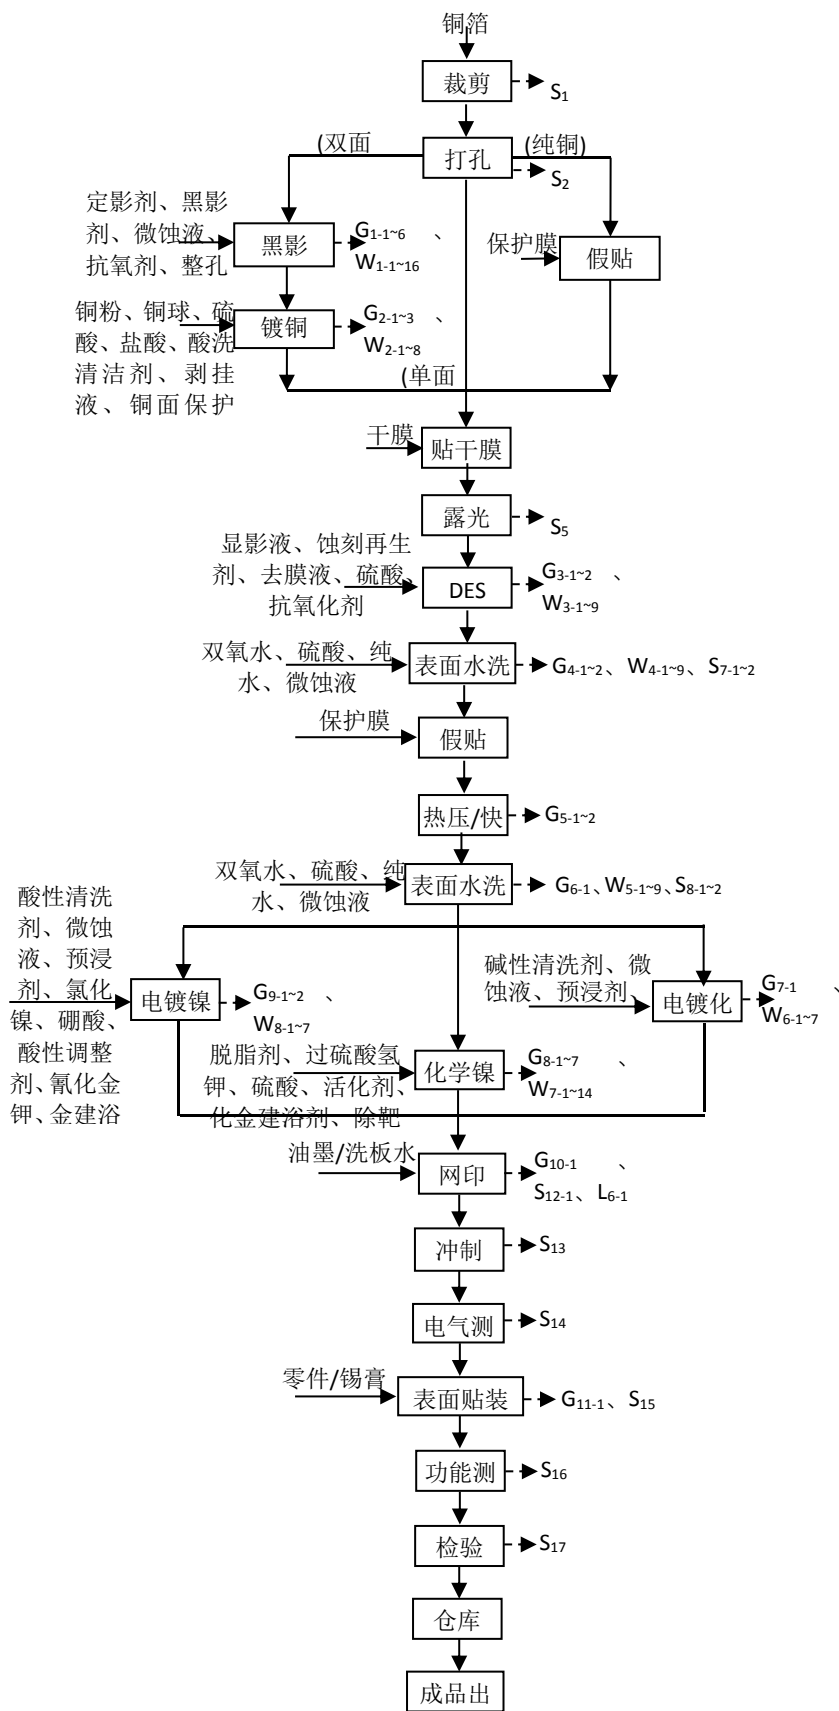 铜箔
裁剪
S1
(双面
打孔
(纯铜)
S2
定影剂、黑影
剂、微蚀液、
抗氧剂、整孔
黑影
G1-1~6 、
W1-1~16
保护膜
假贴
铜粉、铜球、硫
酸、盐酸、酸洗
清洁剂、剥挂
液、铜面保护
镀铜
G2-1~3 、
W2-1~8
(单面
干膜
贴干膜
露光
S5
显影液、蚀刻再生
剂、去膜液、硫酸、
抗氧化剂
DES
G3-1~2 、
W3-1~9
双氧水、硫酸、纯
水、微蚀液
表面水洗
G4-1~2、W4-1~9、S7-1~2
保护膜
假贴
热压/快
G5-1~2
双氧水、硫酸、纯
水、微蚀液
表面水洗
G6-1、W5-1~9、S8-1~2
酸性清洗
剂、微蚀
液、预浸
剂、氯化
镍、硼酸、
酸性调整
剂、氰化金
钾、金建浴
电镀镍
G9-1~2 、
W8-1~7
碱性清洗剂、微
蚀液、预浸剂、
电镀化
G7-1 、
W6-1~7
脱脂剂、过硫酸氢
钾、硫酸、活化剂、
化金建浴剂、除靶
化学镍
G8-1~7 、
W7-1~14
油墨/洗板水
网印
G10-1 、
S12-1、L6-1
冲制
S13
电气测
S14
零件/锡膏
表面贴装
G11-1、S15
功能测
S16
检验
S17
仓库
成品出